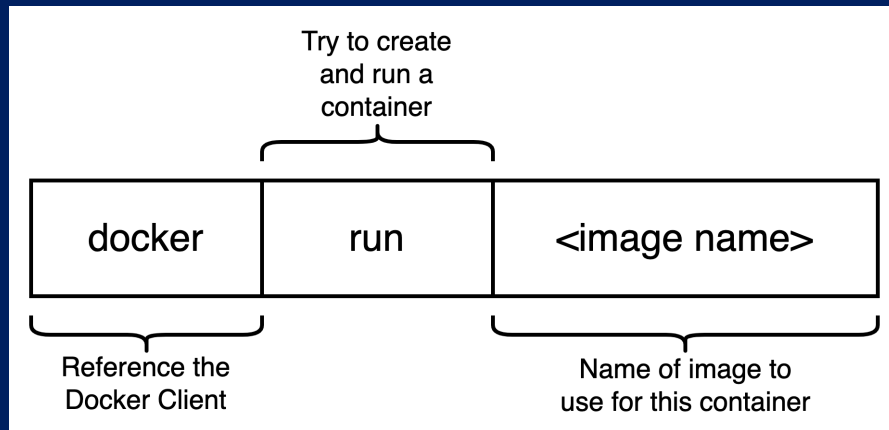 Try to create
and run a
container
docker
run
<image name>
Reference the
Docker Client
Name of image to
use for this container